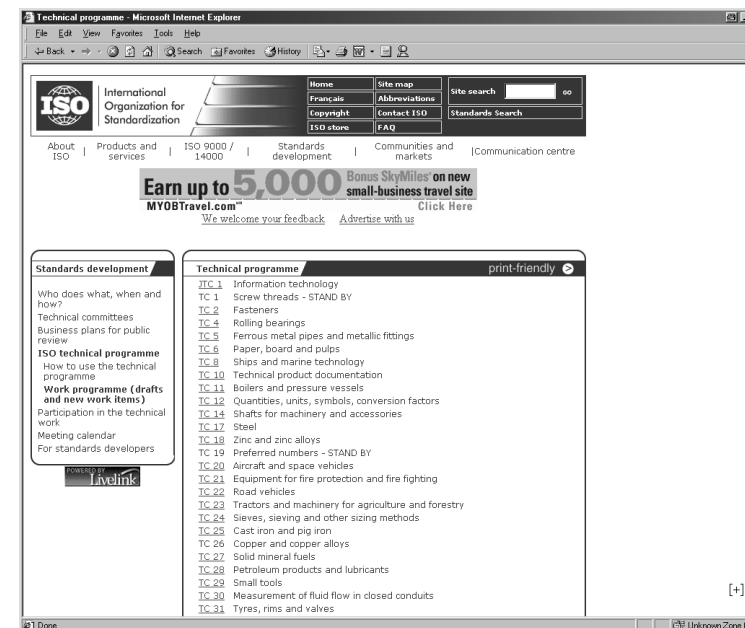 Technical programme - Microsoft Internet Explorer
File Edit View Favorites Tools Help
Back Search Favorites History
ISO
International
Organization for
Standardization
Home Site map
Français Abbreviations
Copyright Contact ISO
ISO store FAQ
Site search GO
Standards Search
About ISO | Products and services | ISO 9000 / 14000 | Standards development | Communities and markets | Communication centre
Earn up to 5,000 Bonus SkyMiles® on new
small-business travel site
MYOBTravel.com℠ Click Here
We welcome your feedback Advertise with us
Standards development
Who does what, when and
how?
Technical committees
Business plans for public
review
ISO technical programme
How to use the technical
programme
Work programme (drafts
and new work items)
Participation in the technical
work
Meeting calendar
For standards developers
POWERED BY
Livelink
Technical programme print-friendly
JTC 1 Information technology
TC 1 Screw threads - STAND BY
TC 2 Fasteners
TC 4 Rolling bearings
TC 5 Ferrous metal pipes and metallic fittings
TC 6 Paper, board and pulps
TC 8 Ships and marine technology
TC 10 Technical product documentation
TC 11 Boilers and pressure vessels
TC 12 Quantities, units, symbols, conversion factors
TC 14 Shafts for machinery and accessories
TC 17 Steel
TC 18 Zinc and zinc alloys
TC 19 Preferred numbers - STAND BY
TC 20 Aircraft and space vehicles
TC 21 Equipment for fire protection and fire fighting
TC 22 Road vehicles
TC 23 Tractors and machinery for agriculture and forestry
TC 24 Sieves, sieving and other sizing methods
TC 25 Cast iron and pig iron
TC 26 Copper and copper alloys
TC 27 Solid mineral fuels
TC 28 Petroleum products and lubricants
TC 29 Small tools
TC 30 Measurement of fluid flow in closed conduits
TC 31 Tyres, rims and valves
[+]
Done Unknown Zone